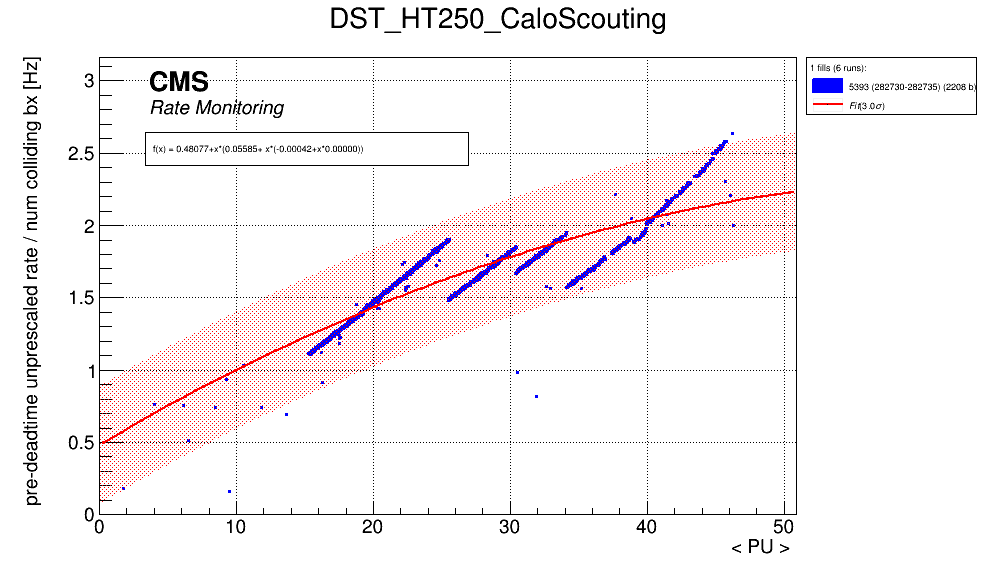 DST_HT250_CaloScouting
pre-deadtime unprescaled rate / num colliding bx [Hz]
CMS
Rate Monitoring
f(x) = 0.48077+x*(0.05585+ x*(-0.00042+x*0.00000))
3
2.5
2
1.5
1
0.5
0
0 10 20 30 40 50
< PU >
1 fills (6 runs):
5393 (282730-282735) (2208 b)
Fit(3.0σ)